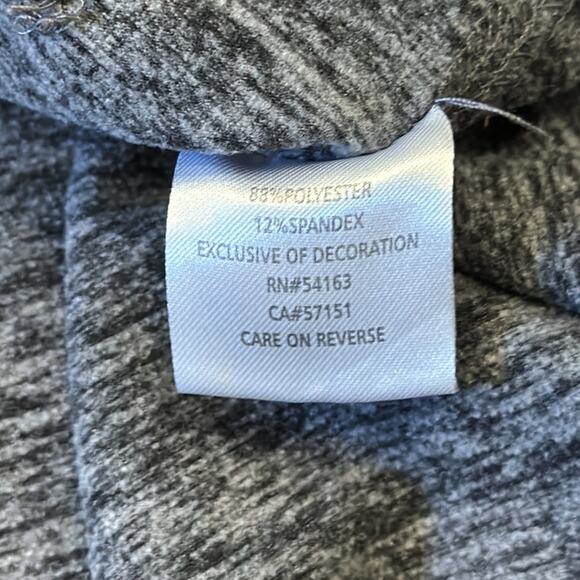 88%POLYESTER
12%SPANDEX
EXCLUSIVE OF DECORATION
RN#54163
CA#57151
CARE ON REVERSE